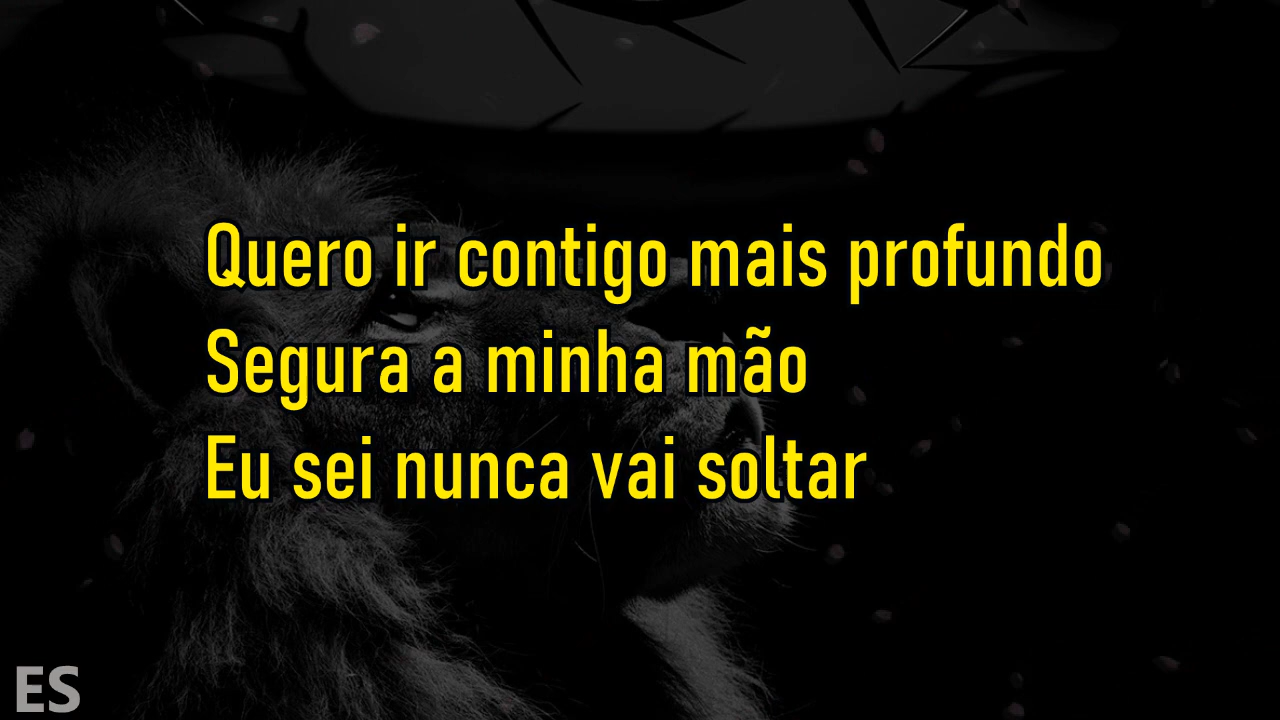 Quero ir contigo mais profundo
Segura a minha mão
Eu sei nunca vai soltar
ES